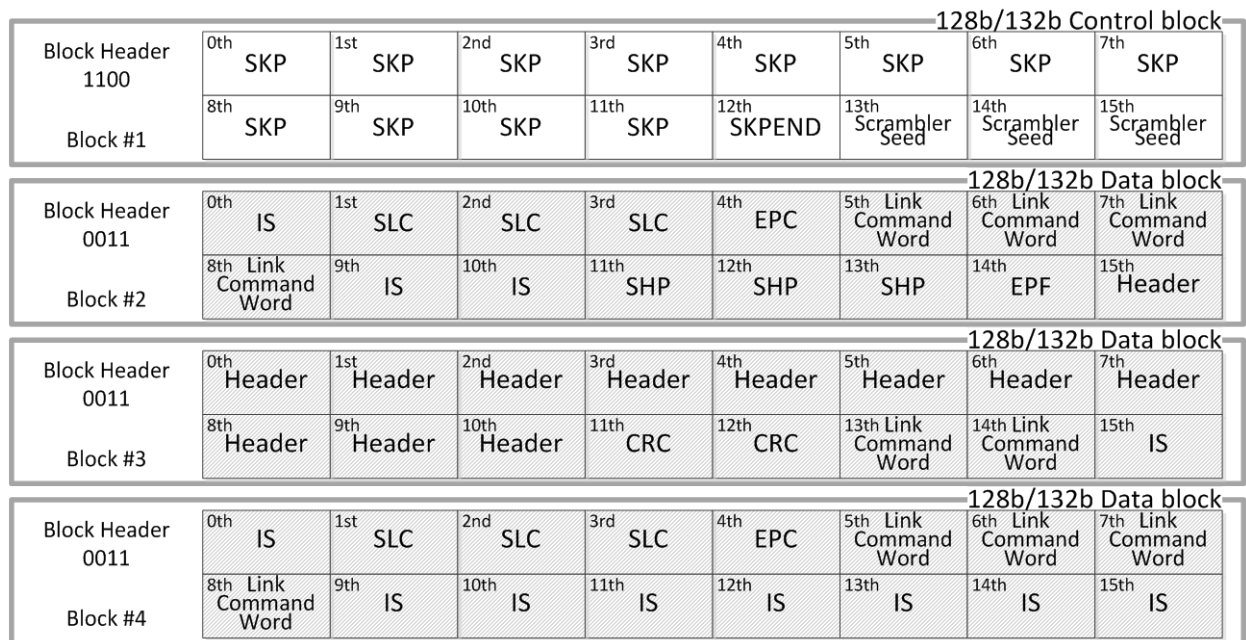 128b/132b Control block
Block Header
1100
Block #1
0th
SKP
1st
SKP
2nd
SKP
3rd
SKP
4th
SKP
5th
SKP
6th
SKP
7th
SKP
8th
SKP
9th
SKP
10th
SKP
11th
SKP
12th
SKPEND
13th
Scrambler
Seed
14th
Scrambler
Seed
15th
Scrambler
Seed
128b/132b Data block
Block Header
0011
Block #2
0th
IS
1st
SLC
2nd
SLC
3rd
SLC
4th
EPC
5th Link
Command
Word
6th Link
Command
Word
7th Link
Command
Word
8th Link
Command
Word
9th
IS
10th
IS
11th
SHP
12th
SHP
13th
SHP
14th
EPF
15th
Header
128b/132b Data block
Block Header
0011
Block #3
0th
Header
1st
Header
2nd
Header
3rd
Header
4th
Header
5th
Header
6th
Header
7th
Header
8th
Header
9th
Header
10th
Header
11th
CRC
12th
CRC
13th Link
Command
Word
14th Link
Command
Word
15th
IS
128b/132b Data block
Block Header
0011
Block #4
0th
IS
1st
SLC
2nd
SLC
3rd
SLC
4th
EPC
5th Link
Command
Word
6th Link
Command
Word
7th Link
Command
Word
8th Link
Command
Word
9th
IS
10th
IS
11th
IS
12th
IS
13th
IS
14th
IS
15th
IS